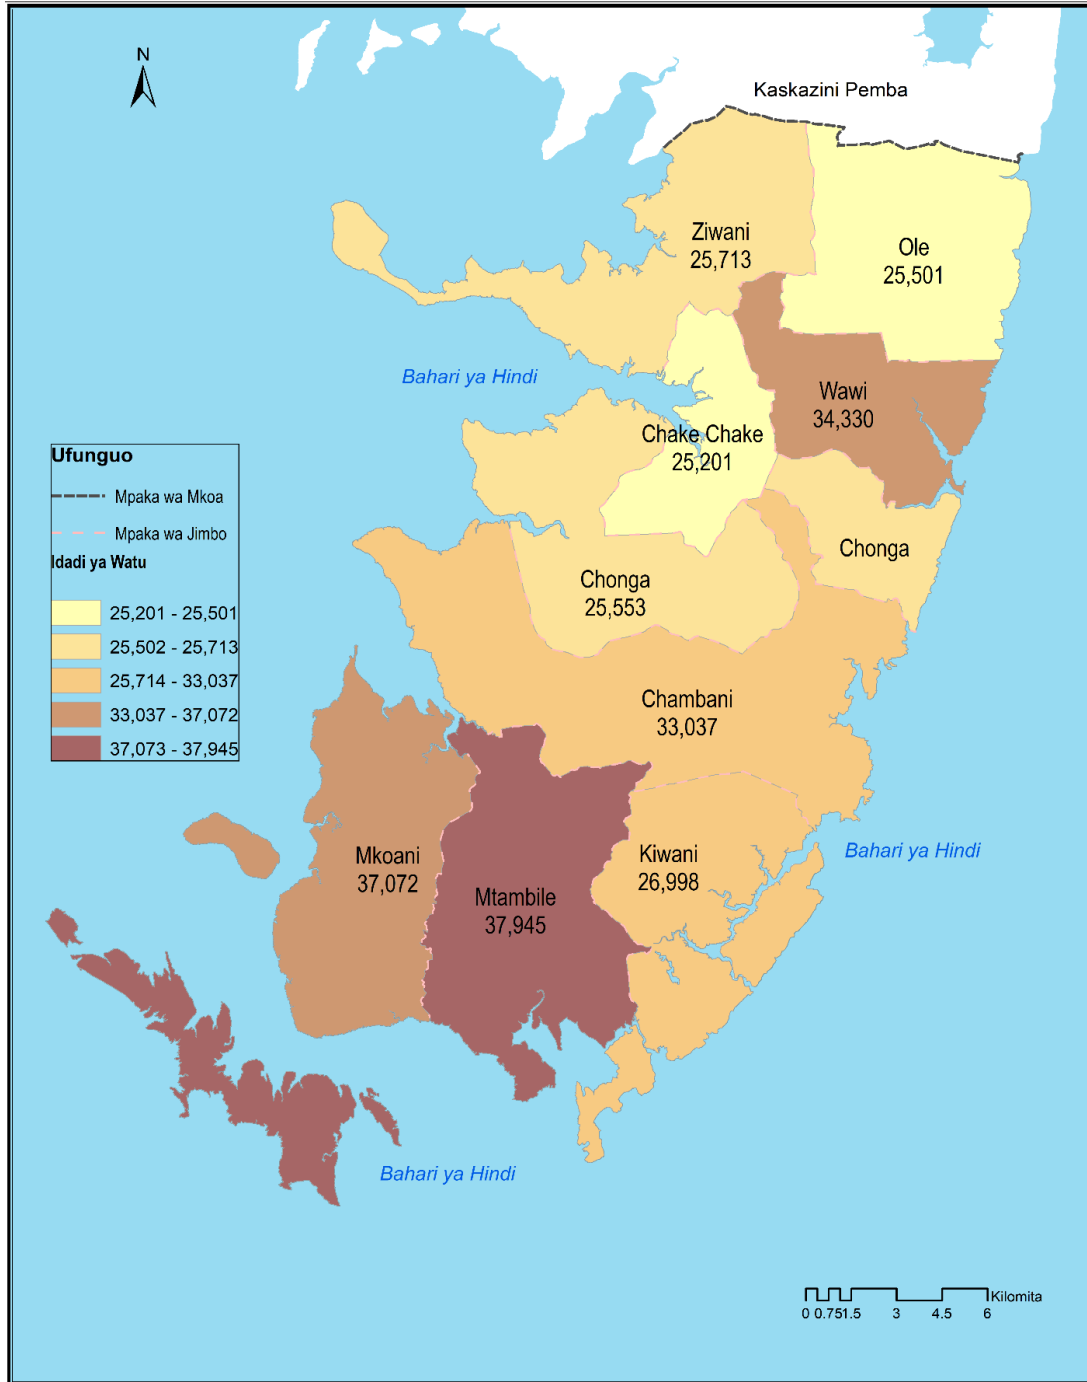 N
Kaskazini Pemba
Ziwani
25,713
Ole
25,501
Bahari ya Hindi
Wawi
34,330
Chake Chake
25,201
Chonga
Chonga
25,553
Ufunguo
Mpaka wa Mkoa
Mpaka wa Jimbo
Idadi ya Watu
25,201 - 25,501
25,502 - 25,713
25,714 - 33,037
33,037 - 37,072
37,073 - 37,945
Chambani
33,037
Mkoani
37,072
Mtambile
37,945
Kiwani
26,998
Bahari ya Hindi
Bahari ya Hindi
Kilomita
0 0.75 1.5 3 4.5 6